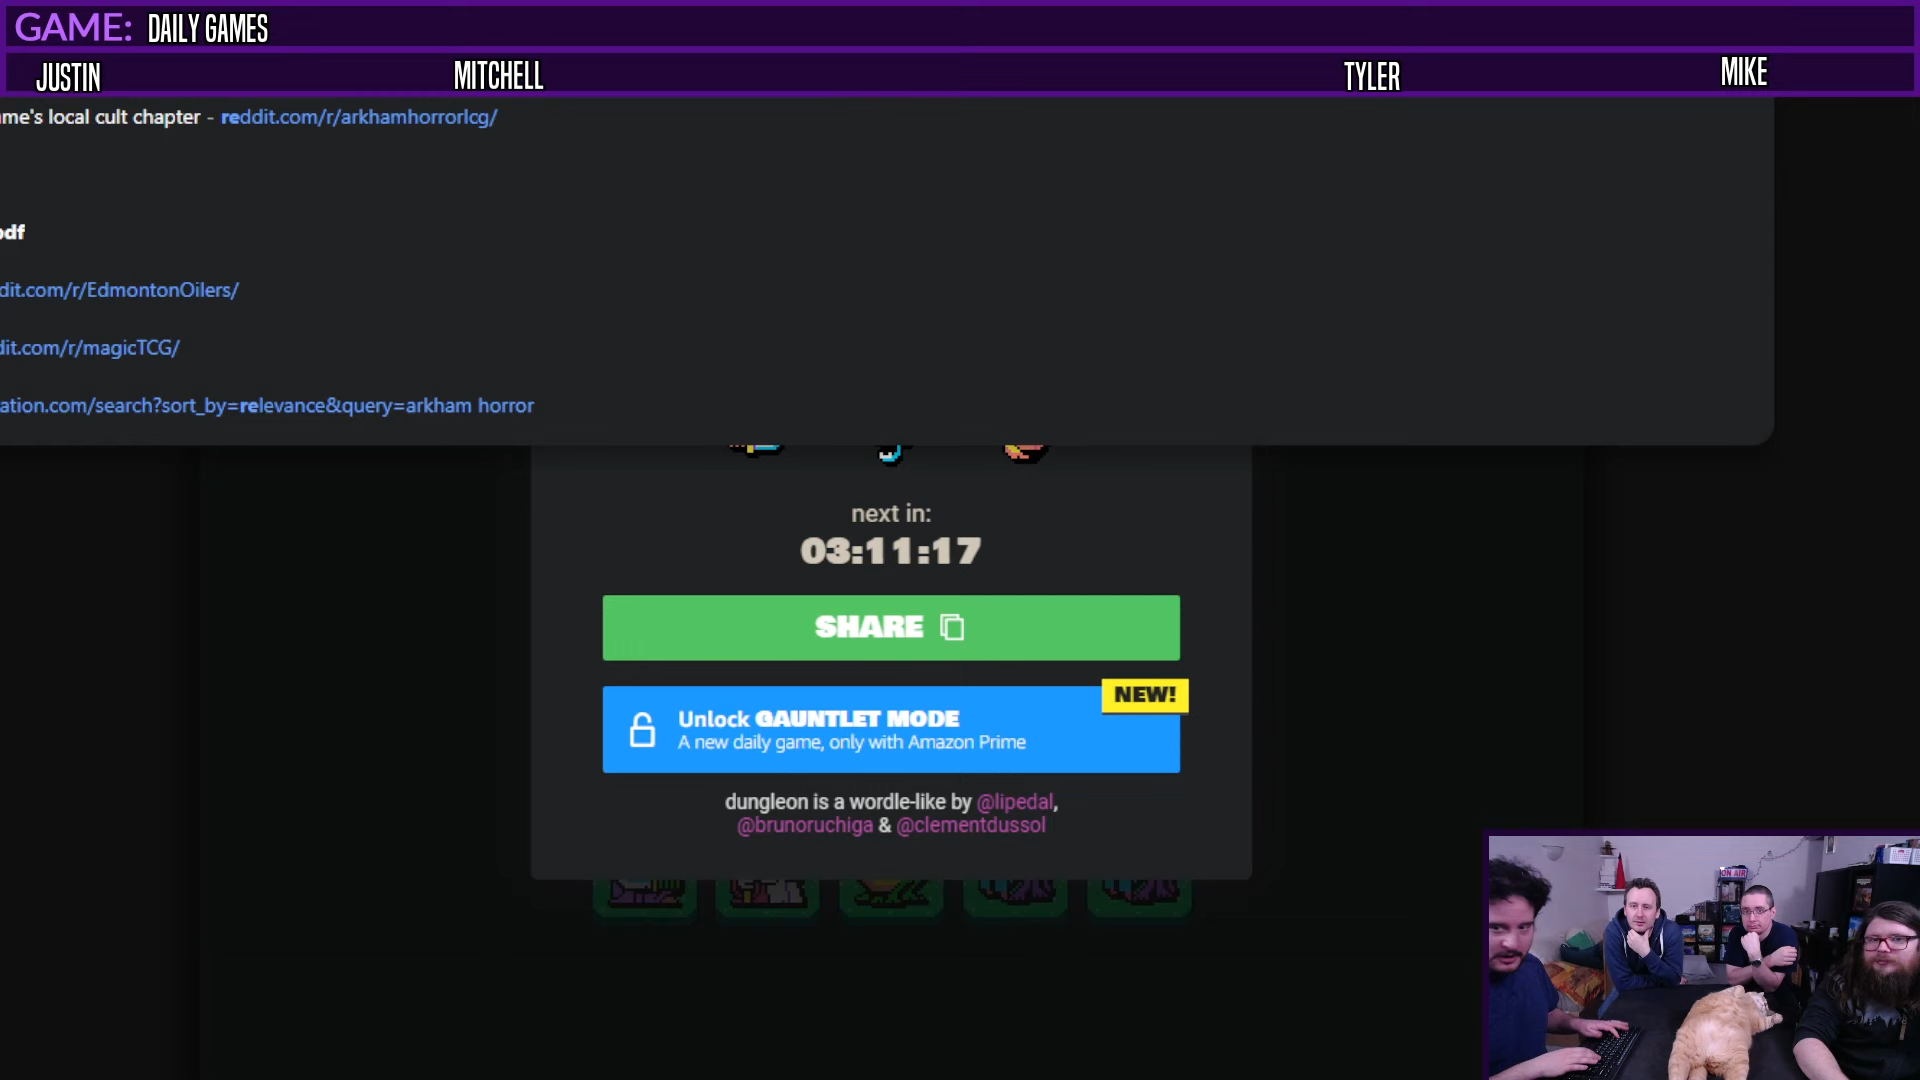 GAME: DAILY GAMES
JUSTIN MITCHELL TYLER MIKE
me's local cult chapter - reddit.com/r/arkhamhorrorlcg/
df
dit.com/r/EdmontonOilers/
dit.com/r/magicTCG/
ation.com/search?sort_by=relevance&query=arkham horror
next in:
03:11:17
SHARE
NEW!
Unlock GAUNTLET MODE
A new daily game, only with Amazon Prime
dungleon is a wordle-like by @lipedal,
@brunoruchiga & @clementdussol
ON AIR